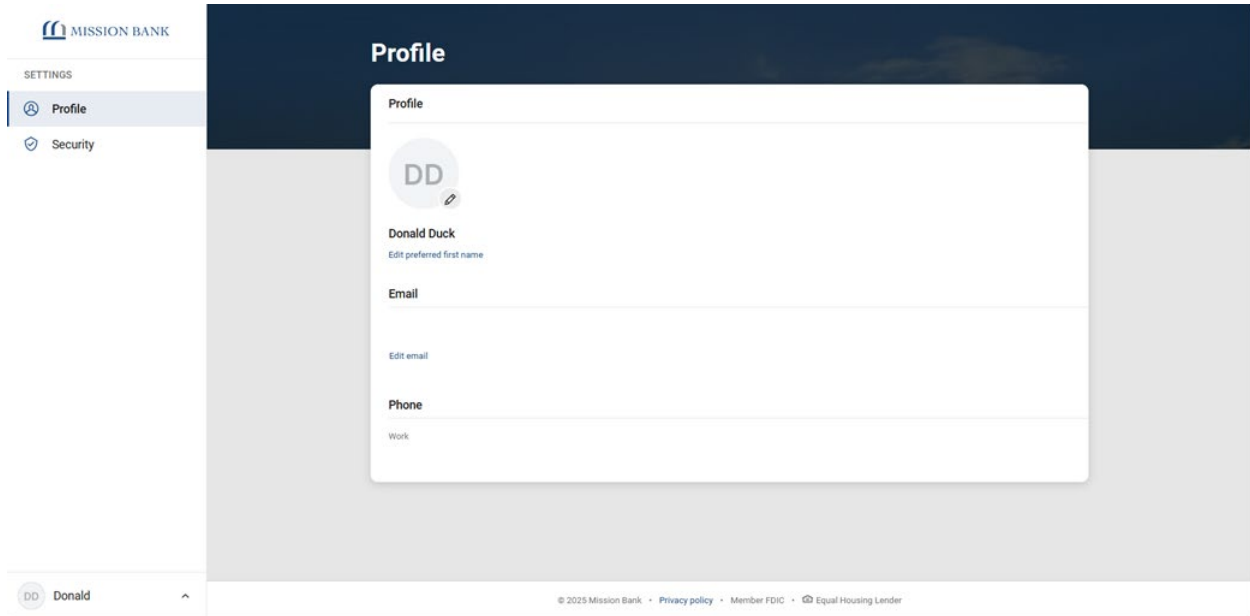 MISSION BANK
SETTINGS
Profile
Security
Profile
Profile
DD
Donald Duck
Edit preferred first name
Email
Edit email
Phone
Work
DD Donald
© 2025 Mission Bank • Privacy policy • Member FDIC • Equal Housing Lender